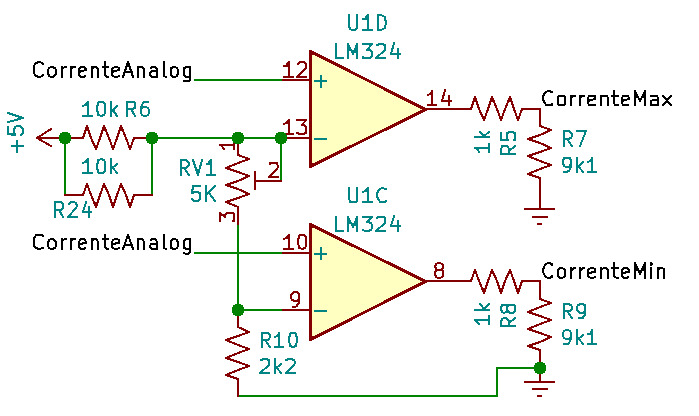 U1D
LM324
CorrenteAnalog
12
+
14
CorrenteMax
+5V
10k R6
13
-
1k
R5
R7
9k1
10k
R24
1
RV1
5K
2
3
U1C
LM324
CorrenteAnalog
10
+
8
CorrenteMin
9
-
1k
R8
R9
9k1
R10
2k2